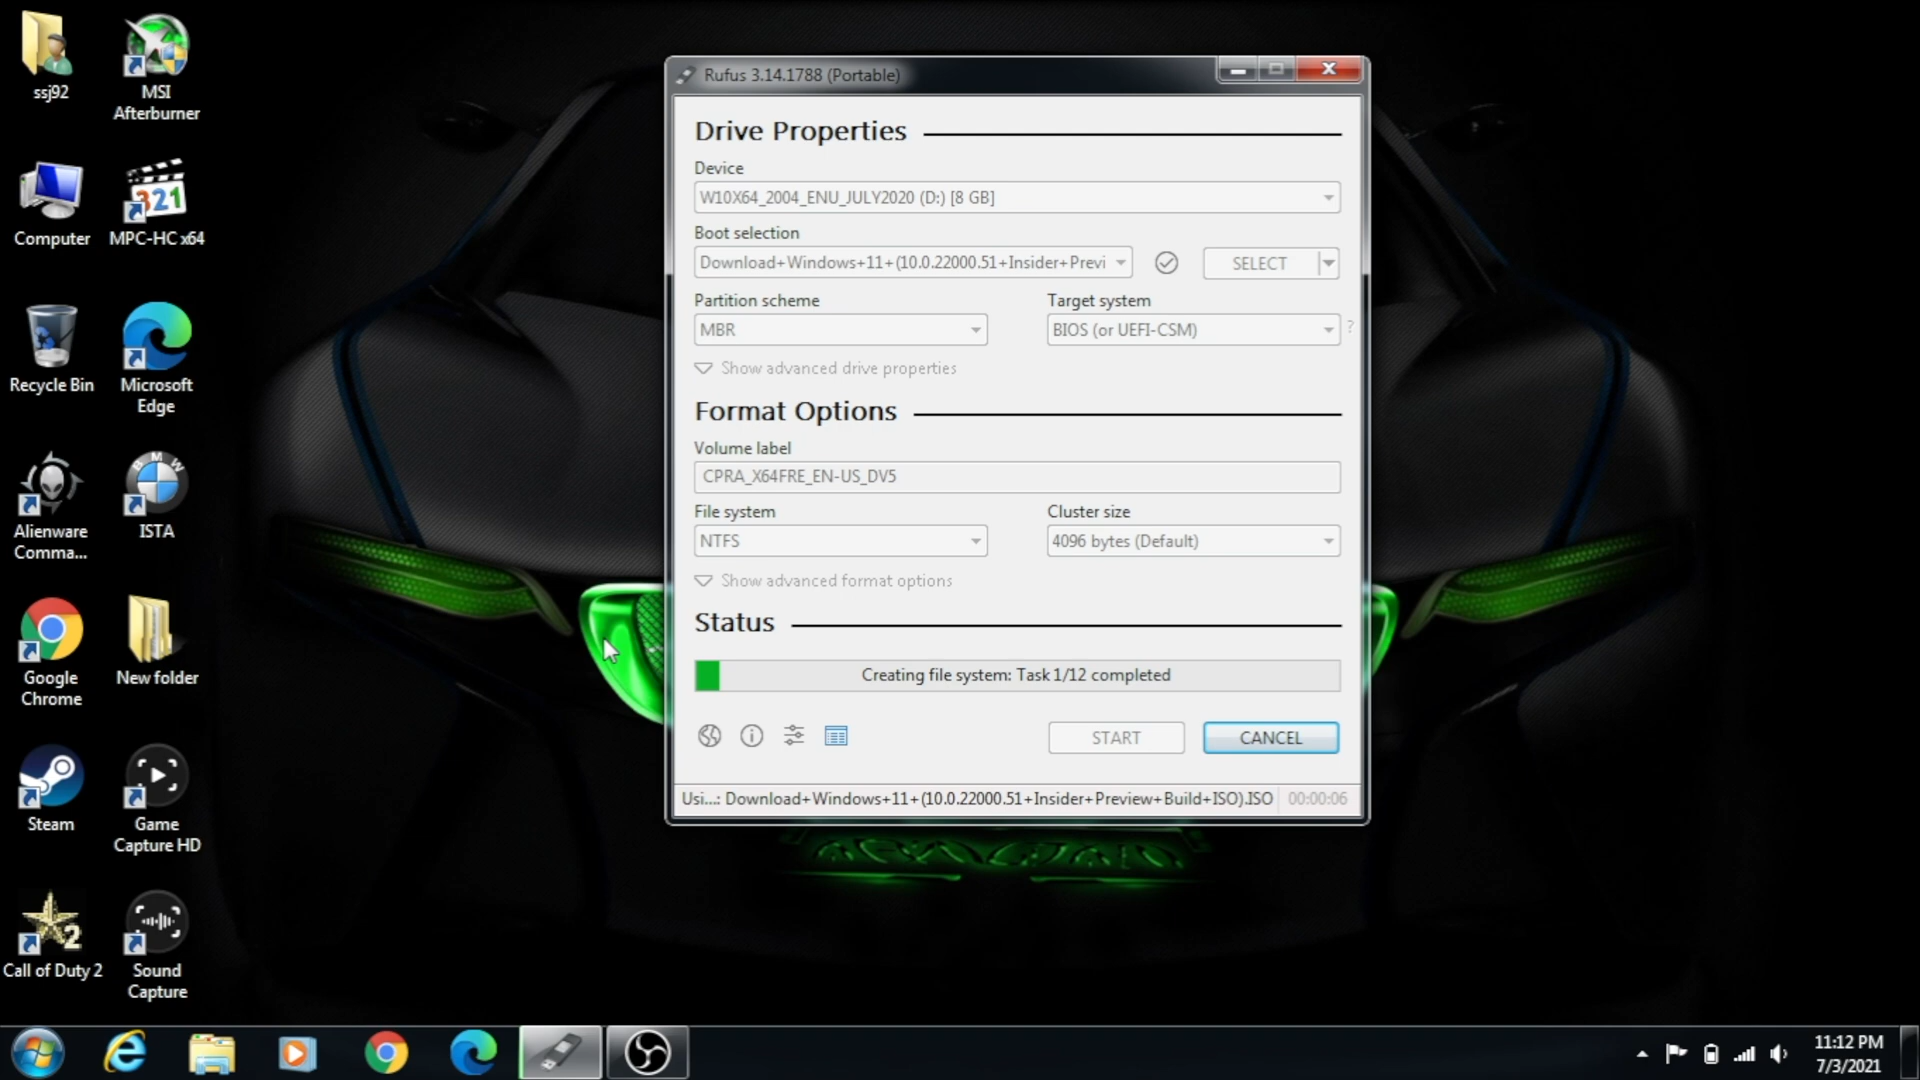 ssj92
MSI
Afterburner
Computer
MPC-HC x64
321
Recycle Bin
Microsoft
Edge
Alienware
Comma...
BMW
ISTA
Google
Chrome
New folder
Steam
Game
Capture HD
2
Call of Duty 2
Sound
Capture
Rufus 3.14.1788 (Portable)
Drive Properties
Device
W10X64_2004_ENU_JULY2020 (D:) [8 GB]
Boot selection
Download+Windows+11+(10.0.22000.51+Insider+Previ
SELECT
Partition scheme
Target system
MBR
BIOS (or UEFI-CSM)
?
Show advanced drive properties
Format Options
Volume label
CPRA_X64FRE_EN-US_DV5
File system
Cluster size
NTFS
4096 bytes (Default)
Show advanced format options
Status
Creating file system: Task 1/12 completed
START
CANCEL
Usi...: Download+Windows+11+(10.0.22000.51+Insider+Preview+Build+ISO).ISO
00:00:06
11:12 PM
7/3/2021